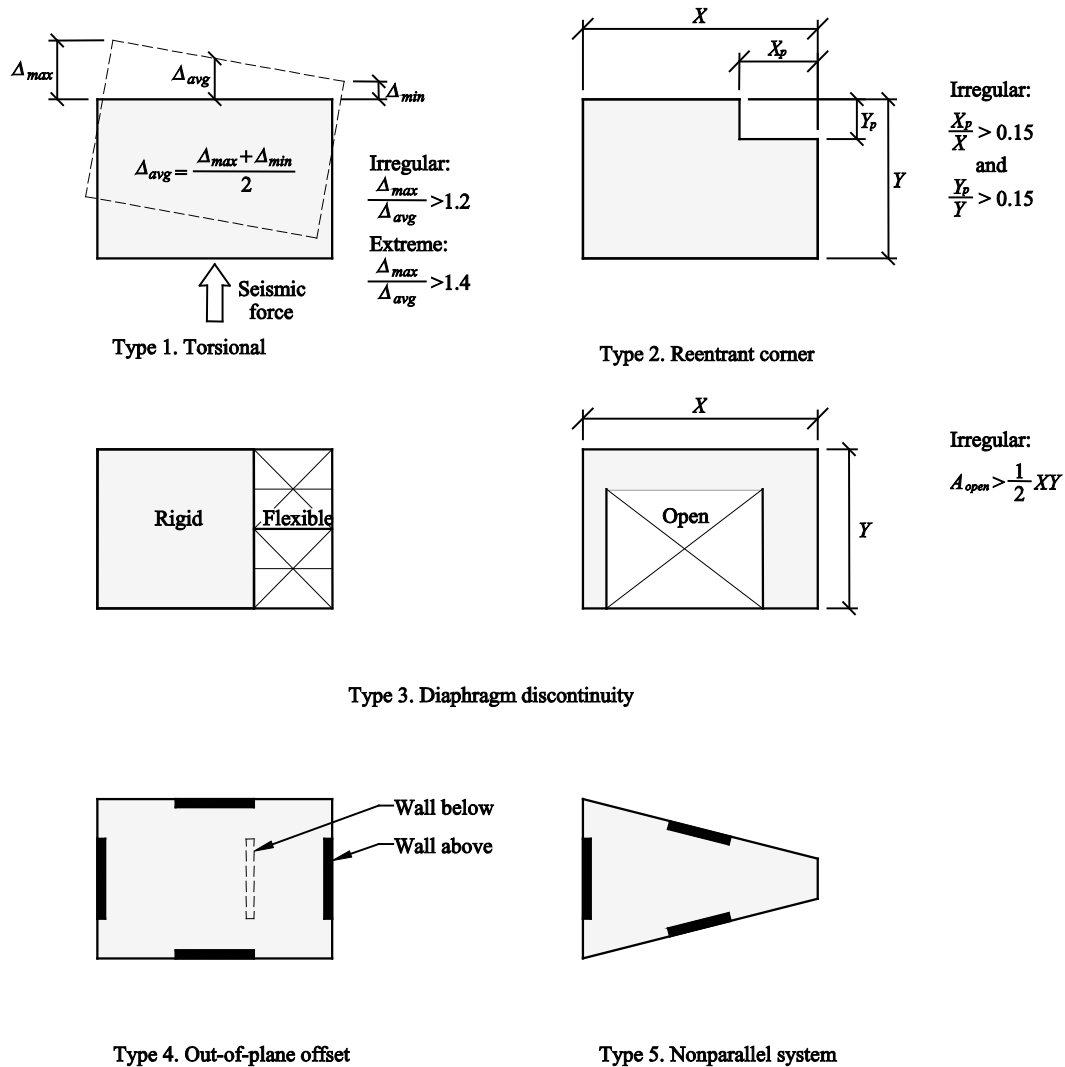 Δmax
Δavg
Δmin
Δavg = (Δmax + Δmin) / 2
Irregular:
Δmax / Δavg >1.2
Extreme:
Δmax / Δavg >1.4
Seismic
force
Type 1. Torsional
X
Xp
Yp
Y
Irregular:
Xp / X > 0.15
and
Yp / Y > 0.15
Type 2. Reentrant corner
Rigid
Flexible
X
Open
Y
Irregular:
Aopen > 1/2 XY
Type 3. Diaphragm discontinuity
Wall below
Wall above
Type 4. Out-of-plane offset
Type 5. Nonparallel system